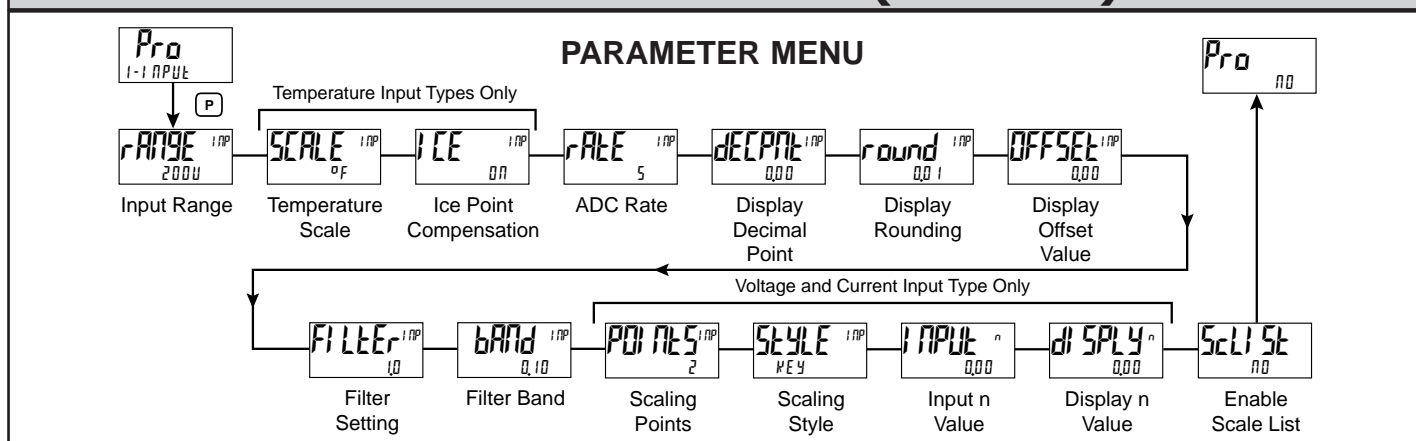 PARAMETER MENU
Pro
1-INPUt
P
Pro
NO
Temperature Input Types Only
rANGE INP
200U
SCALE INP
°F
ICE INP
ON
rAtE INP
5
dECPNt INP
0.00
round INP
0.01
OFFSEt INP
0.00
Input Range
Temperature
Scale
Ice Point
Compensation
ADC Rate
Display
Decimal
Point
Display
Rounding
Display
Offset
Value
Voltage and Current Input Type Only
FILtEr INP
1.0
bANd INP
0.10
POINtS INP
2
StYLE INP
KEY
INPUt n
0.00
dISPLY n
0.00
ScLISt
NO
Filter
Setting
Filter Band
Scaling
Points
Scaling
Style
Input n
Value
Display n
Value
Enable
Scale List